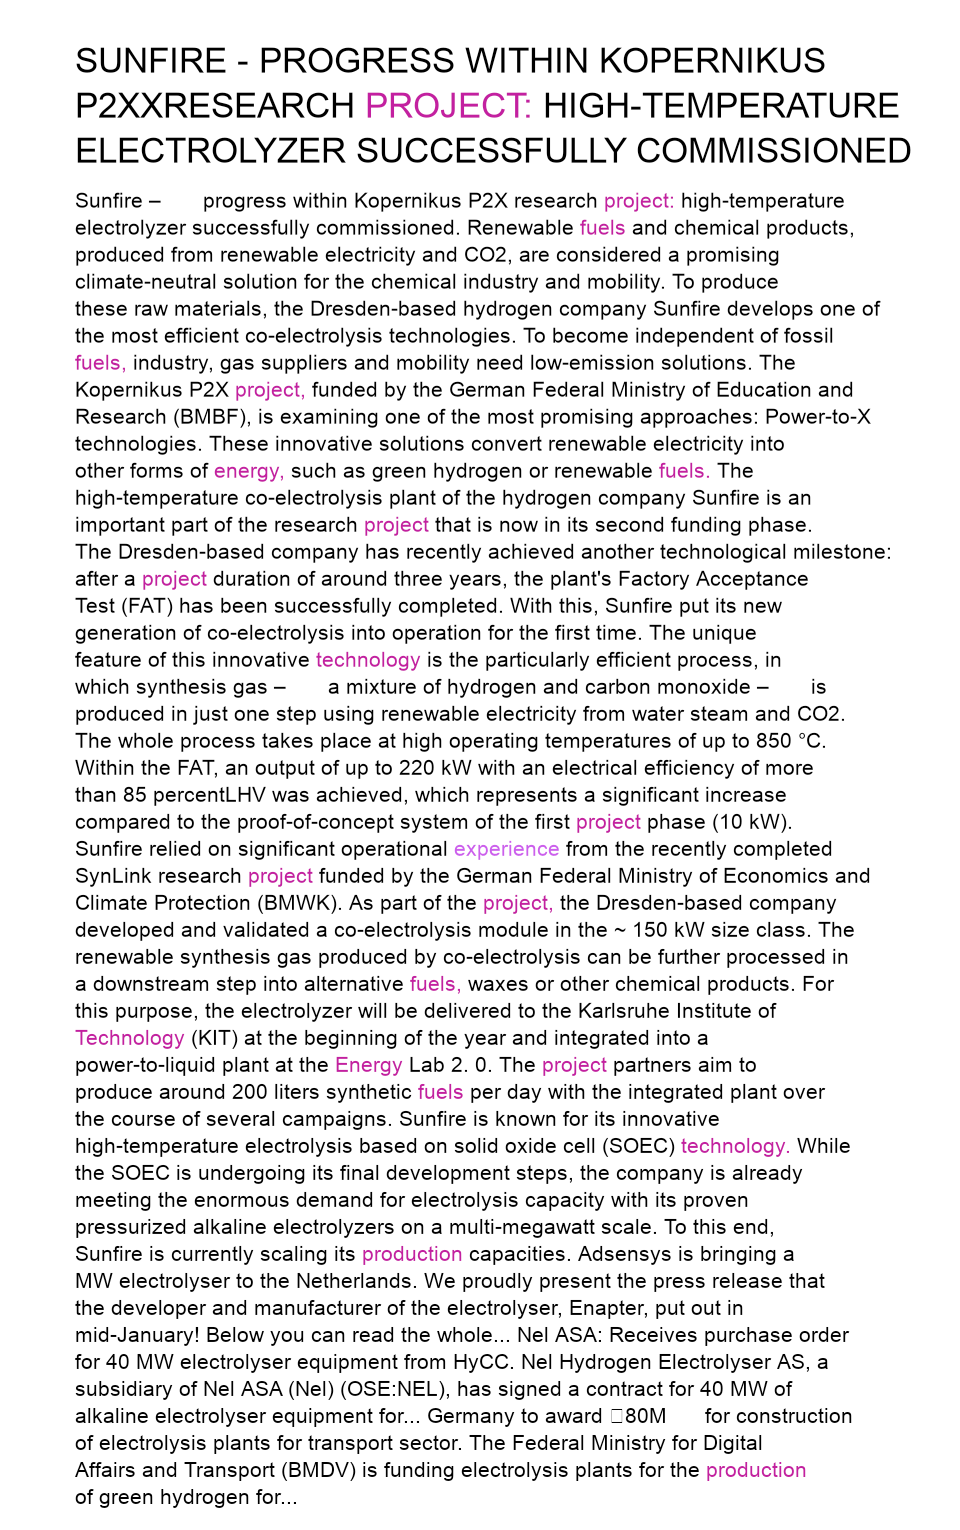 SUNFIRE - PROGRESS WITHIN KOPERNIKUS
P2XXRESEARCH PROJECT: HIGH-TEMPERATURE
ELECTROLYZER SUCCESSFULLY COMMISSIONED
Sunfire – progress within Kopernikus P2X research project: high-temperature
electrolyzer successfully commissioned. Renewable fuels and chemical products,
produced from renewable electricity and CO2, are considered a promising
climate-neutral solution for the chemical industry and mobility. To produce
these raw materials, the Dresden-based hydrogen company Sunfire develops one of
the most efficient co-electrolysis technologies. To become independent of fossil
fuels, industry, gas suppliers and mobility need low-emission solutions. The
Kopernikus P2X project, funded by the German Federal Ministry of Education and
Research (BMBF), is examining one of the most promising approaches: Power-to-X
technologies. These innovative solutions convert renewable electricity into
other forms of energy, such as green hydrogen or renewable fuels. The
high-temperature co-electrolysis plant of the hydrogen company Sunfire is an
important part of the research project that is now in its second funding phase.
The Dresden-based company has recently achieved another technological milestone:
after a project duration of around three years, the plant's Factory Acceptance
Test (FAT) has been successfully completed. With this, Sunfire put its new
generation of co-electrolysis into operation for the first time. The unique
feature of this innovative technology is the particularly efficient process, in
which synthesis gas – a mixture of hydrogen and carbon monoxide – is
produced in just one step using renewable electricity from water steam and CO2.
The whole process takes place at high operating temperatures of up to 850 °C.
Within the FAT, an output of up to 220 kW with an electrical efficiency of more
than 85 percentLHV was achieved, which represents a significant increase
compared to the proof-of-concept system of the first project phase (10 kW).
Sunfire relied on significant operational experience from the recently completed
SynLink research project funded by the German Federal Ministry of Economics and
Climate Protection (BMWK). As part of the project, the Dresden-based company
developed and validated a co-electrolysis module in the ~ 150 kW size class. The
renewable synthesis gas produced by co-electrolysis can be further processed in
a downstream step into alternative fuels, waxes or other chemical products. For
this purpose, the electrolyzer will be delivered to the Karlsruhe Institute of
Technology (KIT) at the beginning of the year and integrated into a
power-to-liquid plant at the Energy Lab 2. 0. The project partners aim to
produce around 200 liters synthetic fuels per day with the integrated plant over
the course of several campaigns. Sunfire is known for its innovative
high-temperature electrolysis based on solid oxide cell (SOEC) technology. While
the SOEC is undergoing its final development steps, the company is already
meeting the enormous demand for electrolysis capacity with its proven
pressurized alkaline electrolyzers on a multi-megawatt scale. To this end,
Sunfire is currently scaling its production capacities. Adsensys is bringing a
MW electrolyser to the Netherlands. We proudly present the press release that
the developer and manufacturer of the electrolyser, Enapter, put out in
mid-January! Below you can read the whole... Nel ASA: Receives purchase order
for 40 MW electrolyser equipment from HyCC. Nel Hydrogen Electrolyser AS, a
subsidiary of Nel ASA (Nel) (OSE:NEL), has signed a contract for 40 MW of
alkaline electrolyser equipment for... Germany to award 80M for construction
of electrolysis plants for transport sector. The Federal Ministry for Digital
Affairs and Transport (BMDV) is funding electrolysis plants for the production
of green hydrogen for...